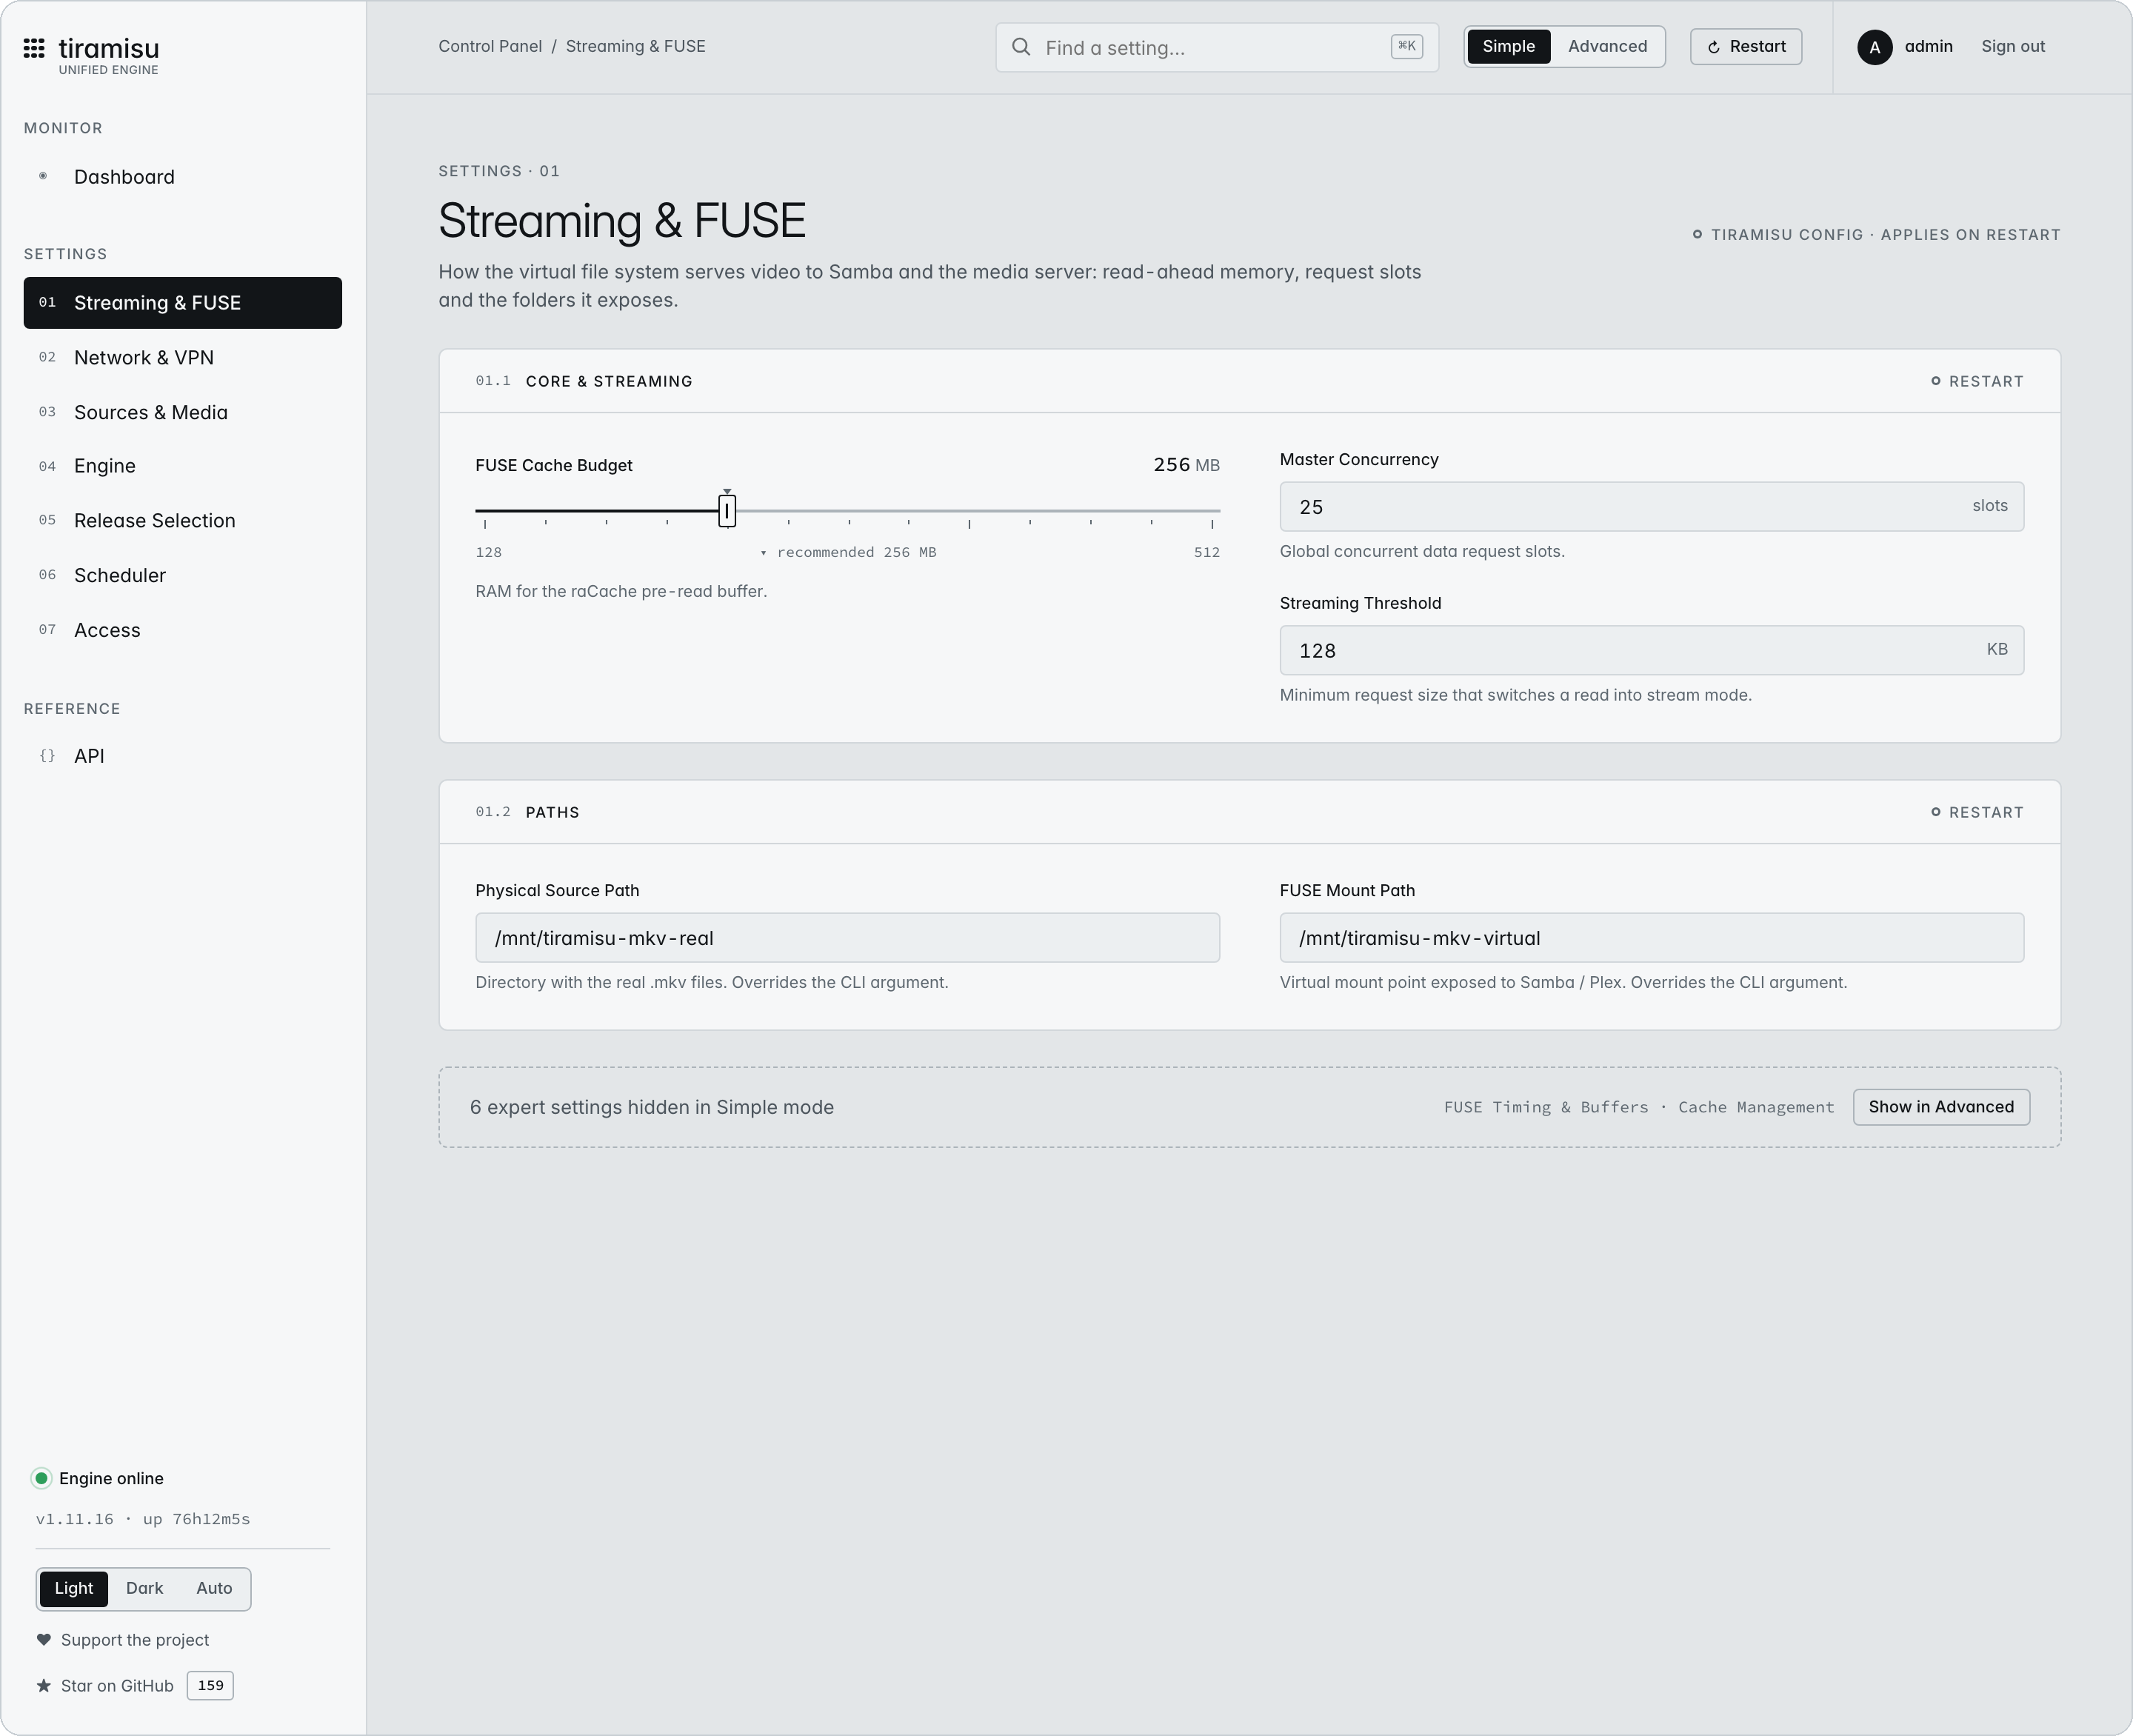 tiramisu
UNIFIED ENGINE
MONITOR
Dashboard
SETTINGS
01 Streaming & FUSE
02 Network & VPN
03 Sources & Media
04 Engine
05 Release Selection
06 Scheduler
07 Access
REFERENCE
{} API
Engine online
v1.11.16 · up 76h12m5s
Light Dark Auto
Support the project
Star on GitHub 159
Control Panel / Streaming & FUSE
Find a setting... ⌘K
Simple Advanced
Restart
A admin Sign out
SETTINGS · 01
Streaming & FUSE
TIRAMISU CONFIG · APPLIES ON RESTART
How the virtual file system serves video to Samba and the media server: read-ahead memory, request slots
and the folders it exposes.
01.1 CORE & STREAMING
RESTART
FUSE Cache Budget 256 MB
128 ▾ recommended 256 MB 512
RAM for the raCache pre-read buffer.
Master Concurrency
25 slots
Global concurrent data request slots.
Streaming Threshold
128 KB
Minimum request size that switches a read into stream mode.
01.2 PATHS
RESTART
Physical Source Path
/mnt/tiramisu-mkv-real
Directory with the real .mkv files. Overrides the CLI argument.
FUSE Mount Path
/mnt/tiramisu-mkv-virtual
Virtual mount point exposed to Samba / Plex. Overrides the CLI argument.
6 expert settings hidden in Simple mode
FUSE Timing & Buffers · Cache Management
Show in Advanced